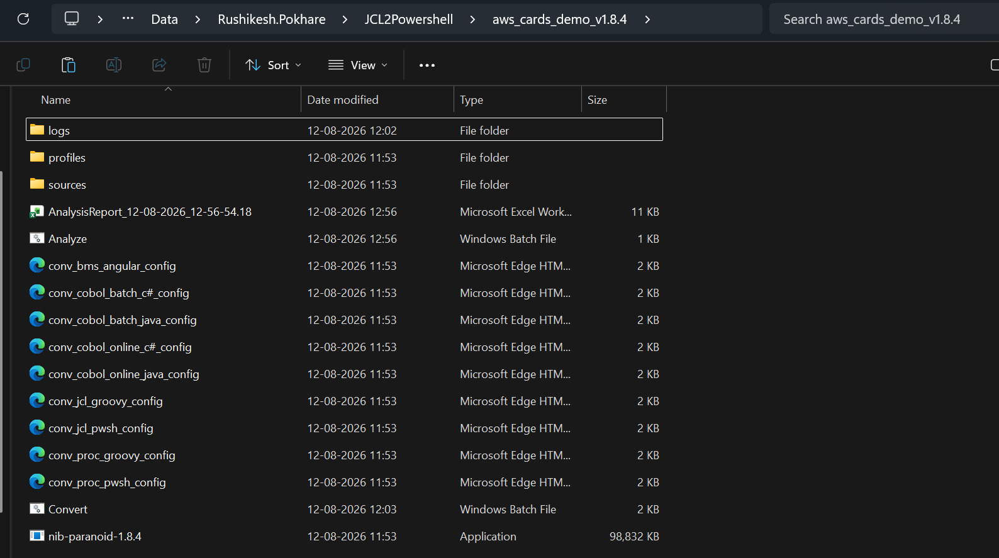 ··· Data Rushikesh.Pokhare JCL2Powershell aws_cards_demo_v1.8.4 Search aws_cards_demo_v1.8.4
Sort View ···
Name Date modified Type Size
logs 12-08-2026 12:02 File folder
profiles 12-08-2026 11:53 File folder
sources 12-08-2026 11:53 File folder
AnalysisReport_12-08-2026_12-56-54.18 12-08-2026 12:56 Microsoft Excel Work... 11 KB
Analyze 12-08-2026 12:56 Windows Batch File 1 KB
conv_bms_angular_config 12-08-2026 11:53 Microsoft Edge HTM... 2 KB
conv_cobol_batch_c#_config 12-08-2026 11:53 Microsoft Edge HTM... 2 KB
conv_cobol_batch_java_config 12-08-2026 11:53 Microsoft Edge HTM... 2 KB
conv_cobol_online_c#_config 12-08-2026 11:53 Microsoft Edge HTM... 2 KB
conv_cobol_online_java_config 12-08-2026 11:53 Microsoft Edge HTM... 2 KB
conv_jcl_groovy_config 12-08-2026 11:53 Microsoft Edge HTM... 2 KB
conv_jcl_pwsh_config 12-08-2026 11:53 Microsoft Edge HTM... 2 KB
conv_proc_groovy_config 12-08-2026 11:53 Microsoft Edge HTM... 2 KB
conv_proc_pwsh_config 12-08-2026 11:53 Microsoft Edge HTM... 2 KB
Convert 12-08-2026 12:03 Windows Batch File 2 KB
nib-paranoid-1.8.4 12-08-2026 11:53 Application 98,832 KB